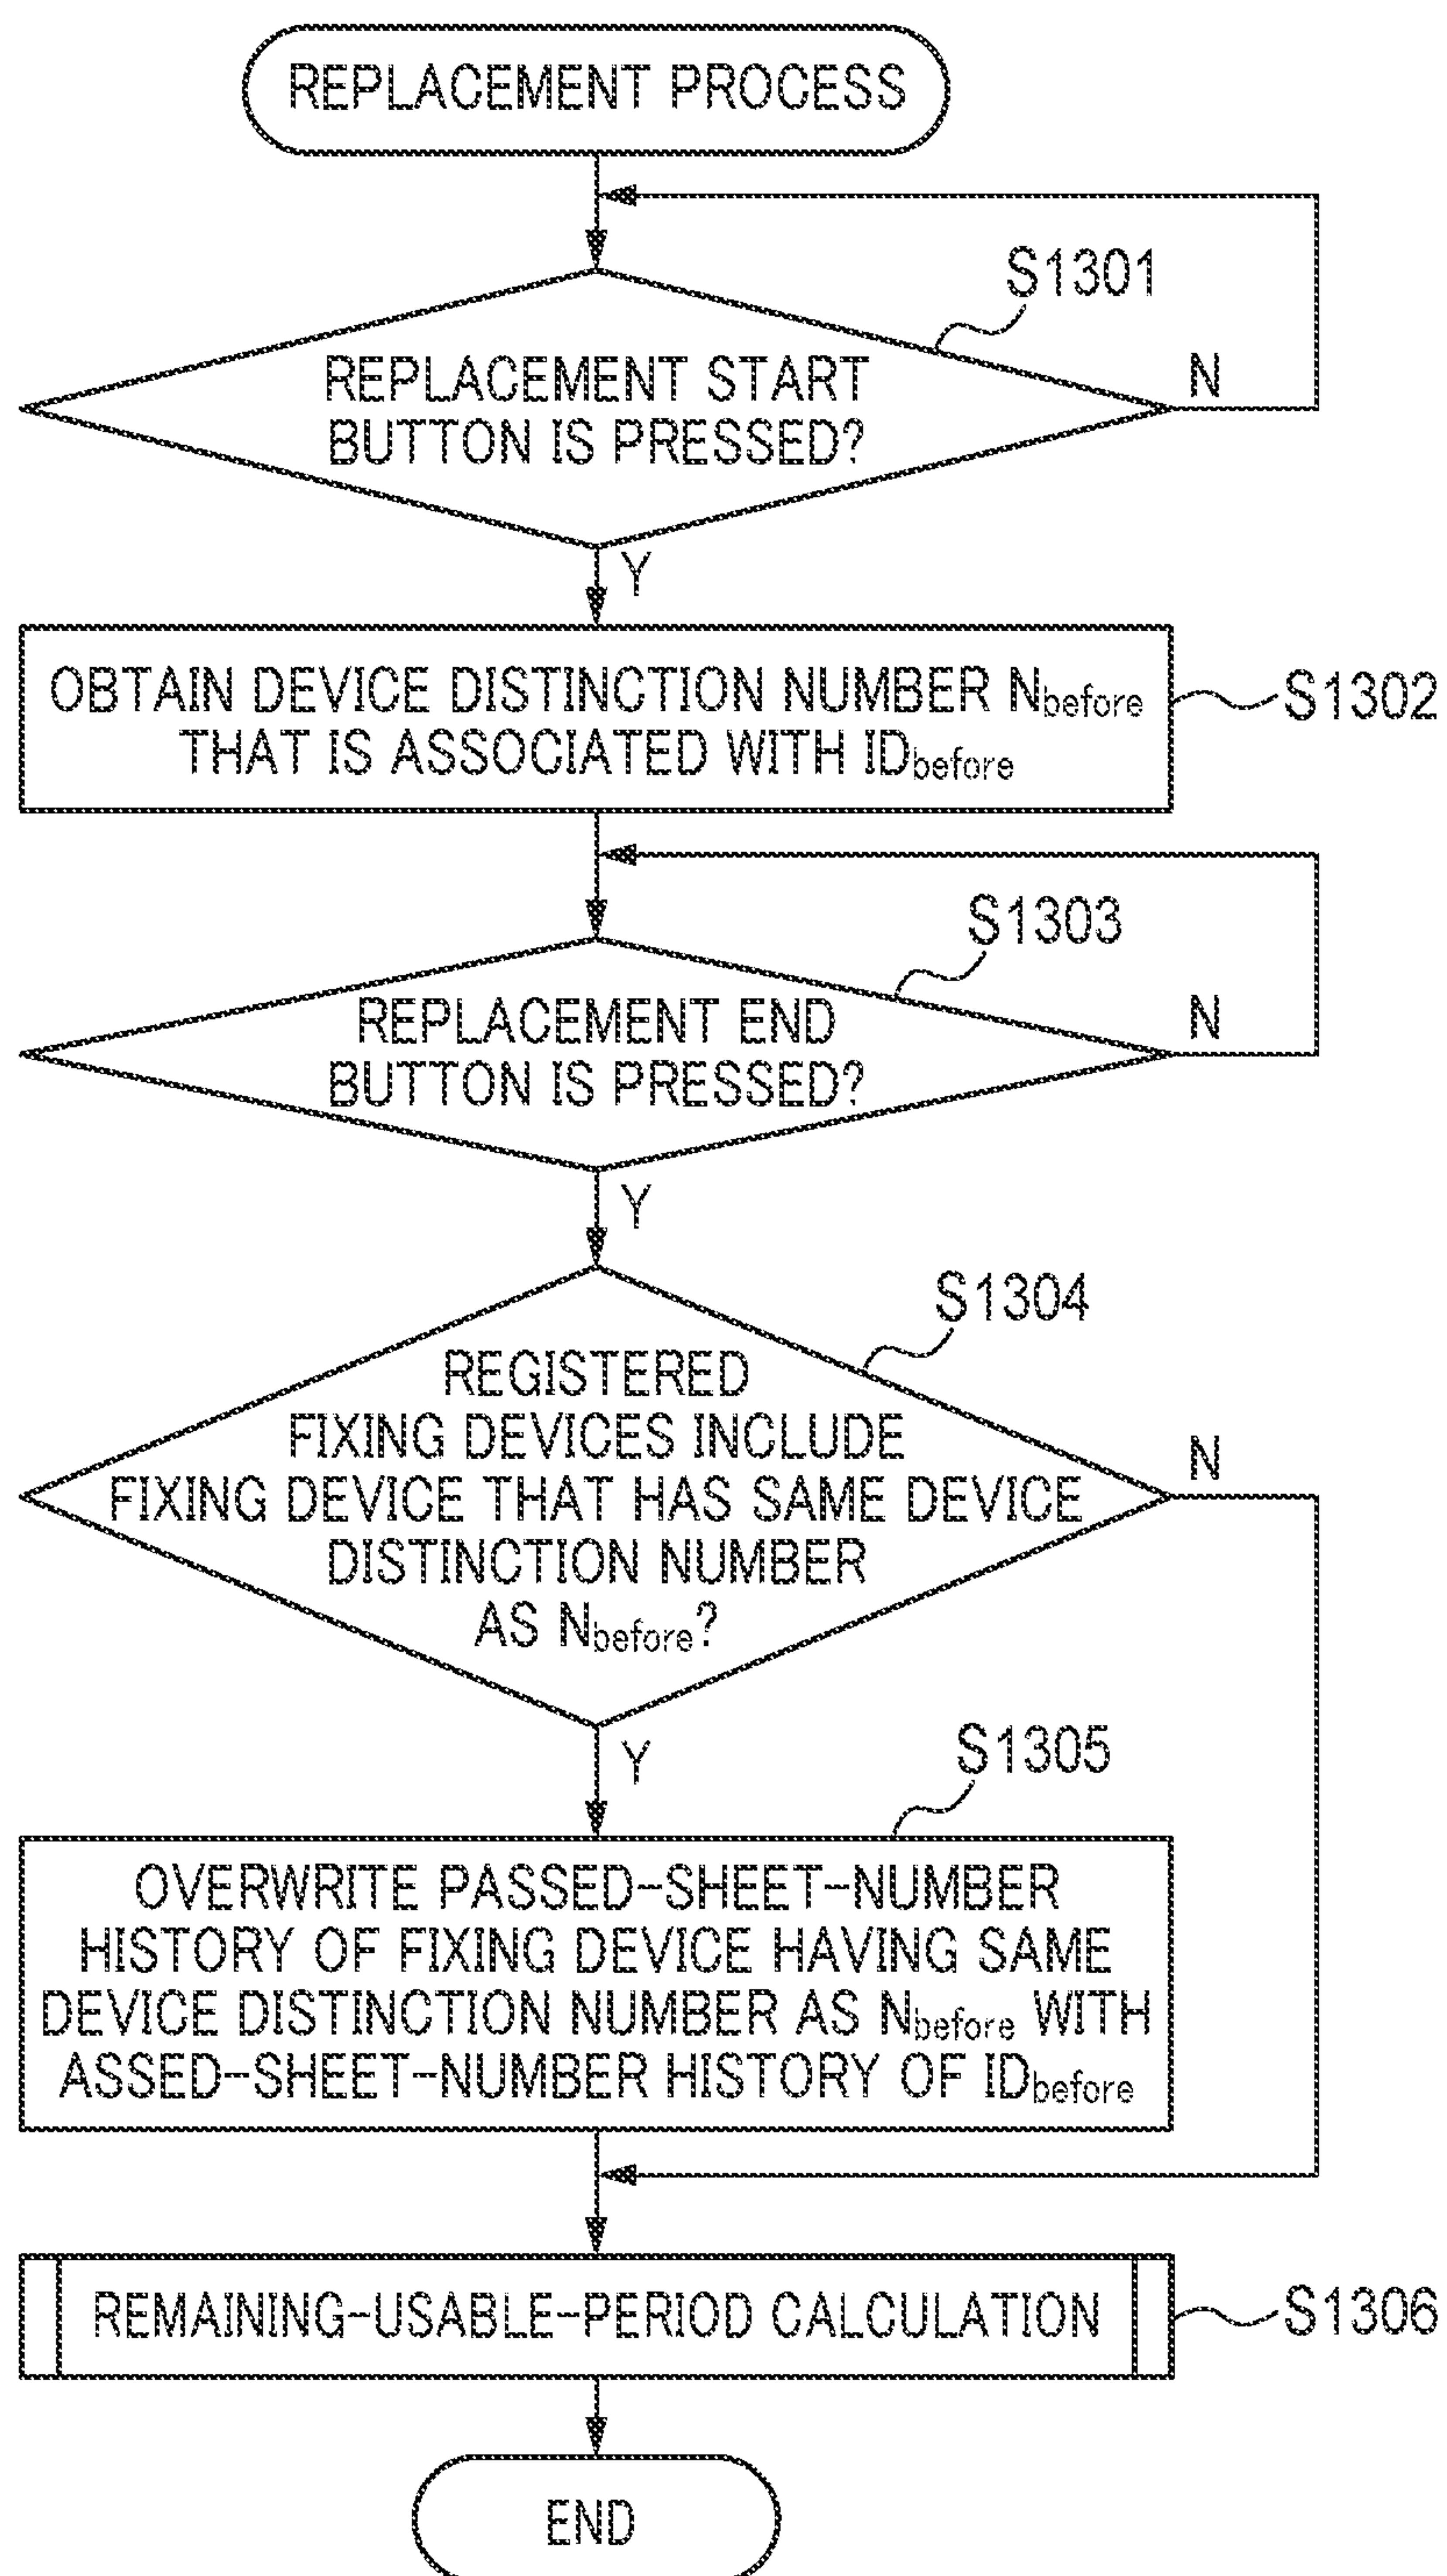 REPLACEMENT PROCESS
S1301
REPLACEMENT START
BUTTON IS PRESSED?
N
Y
OBTAIN DEVICE DISTINCTION NUMBER Nbefore
THAT IS ASSOCIATED WITH IDbefore
S1302
S1303
REPLACEMENT END
BUTTON IS PRESSED?
N
Y
S1304
REGISTERED
FIXING DEVICES INCLUDE
FIXING DEVICE THAT HAS SAME DEVICE
DISTINCTION NUMBER
AS Nbefore?
N
Y
S1305
OVERWRITE PASSED-SHEET-NUMBER
HISTORY OF FIXING DEVICE HAVING SAME
DEVICE DISTINCTION NUMBER AS Nbefore WITH
ASSED-SHEET-NUMBER HISTORY OF IDbefore
REMAINING-USABLE-PERIOD CALCULATION
S1306
END